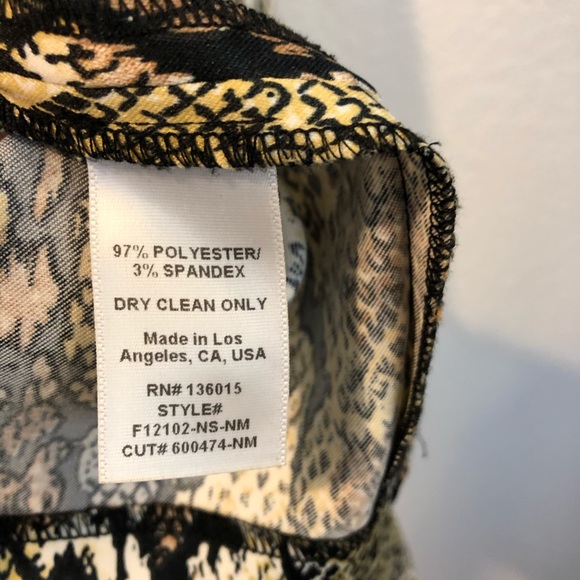 97% POLYESTER/
3% SPANDEX
DRY CLEAN ONLY
Made in Los
Angeles, CA, USA
RN# 136015
STYLE#
F12102-NS-NM
CUT# 600474-NM